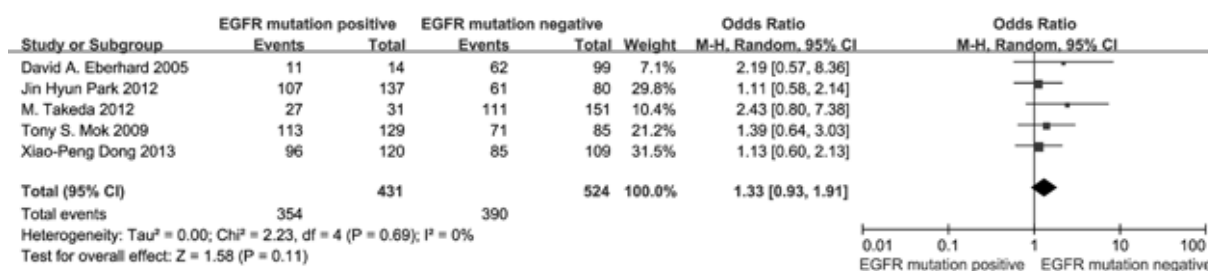 EGFR mutation positive EGFR mutation negative Odds Ratio Odds Ratio
Study or Subgroup Events Total Events Total Weight M-H, Random, 95% CI M-H, Random, 95% CI
David A. Eberhard 2005 11 14 62 99 7.1% 2.19 [0.57, 8.36]
Jin Hyun Park 2012 107 137 61 80 29.8% 1.11 [0.58, 2.14]
M. Takeda 2012 27 31 111 151 10.4% 2.43 [0.80, 7.38]
Tony S. Mok 2009 113 129 71 85 21.2% 1.39 [0.64, 3.03]
Xiao-Peng Dong 2013 96 120 85 109 31.5% 1.13 [0.60, 2.13]
Total (95% CI) 431 524 100.0% 1.33 [0.93, 1.91]
Total events 354 390
Heterogeneity: Tau² = 0.00; Chi² = 2.23, df = 4 (P = 0.69); I² = 0%
Test for overall effect: Z = 1.58 (P = 0.11)
0.01 0.1 1 10 100
EGFR mutation positive EGFR mutation negative